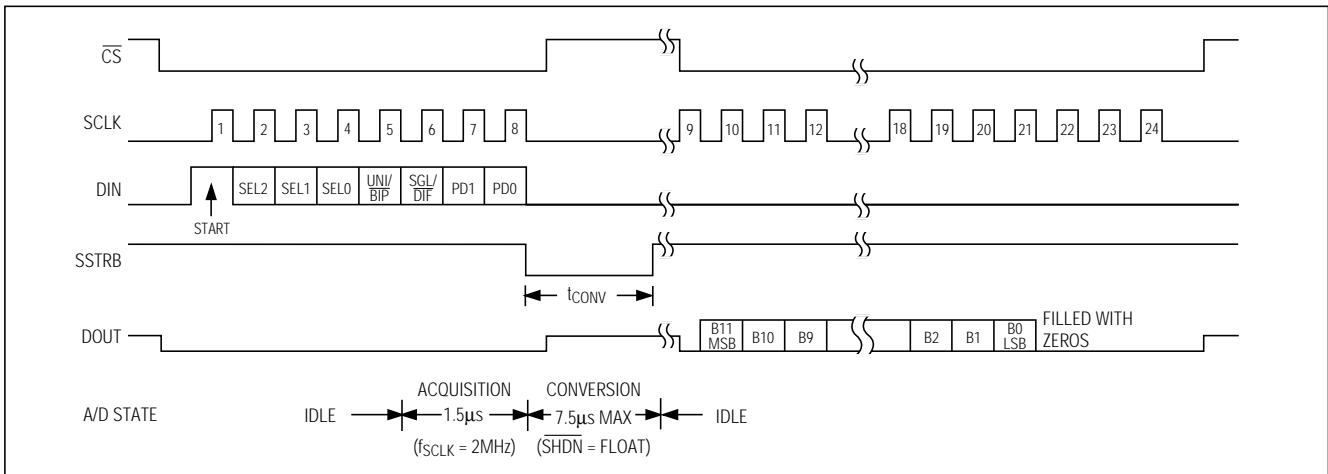 CS
SCLK 1 2 3 4 5 6 7 8 9 10 11 12 18 19 20 21 22 23 24
DIN SEL2 SEL1 SEL0 UNI/ BIP SGL/ DIF PD1 PD0
START
SSTRB
tCONV
DOUT B11 MSB B10 B9 B2 B1 B0 LSB FILLED WITH ZEROS
ACQUISITION CONVERSION
A/D STATE IDLE 1.5µs 7.5µs MAX IDLE
(fSCLK = 2MHz) (SHDN = FLOAT)